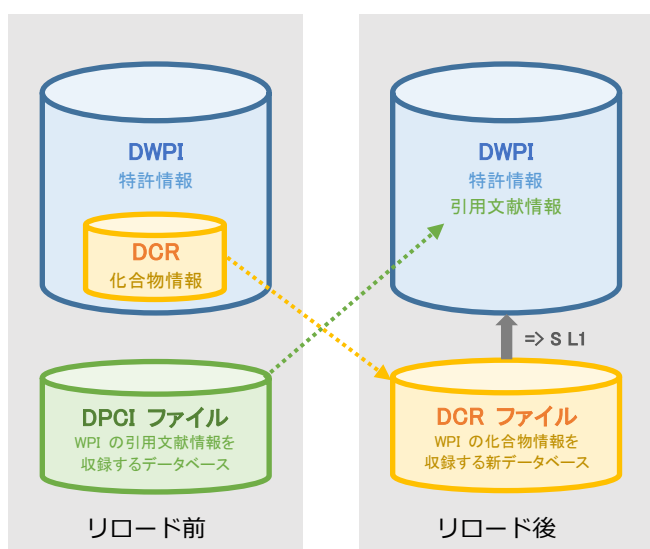 DWPI
特許情報
DCR
化合物情報
DPCI ファイル
WPI の引用文献情報を
収録するデータベース
リロード前
DWPI
特許情報
引用文献情報
=> S L1
DCR ファイル
WPI の化合物情報を
収録する新データベース
リロード後